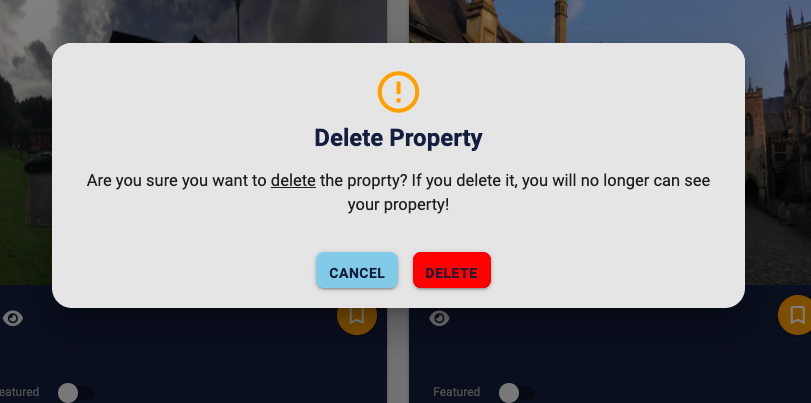 Delete Property
Are you sure you want to delete the proprty? If you delete it, you will no longer can see
your property!
CANCEL DELETE
eatured Featured